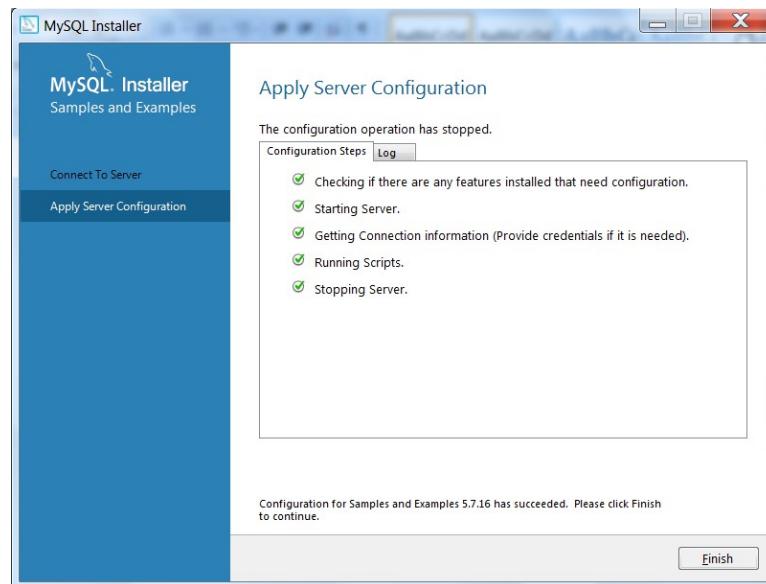 MySQL Installer
MySQL. Installer
Samples and Examples
Connect To Server
Apply Server Configuration
Apply Server Configuration
The configuration operation has stopped.
Configuration Steps Log
Checking if there are any features installed that need configuration.
Starting Server.
Getting Connection information (Provide credentials if it is needed).
Running Scripts.
Stopping Server.
Configuration for Samples and Examples 5.7.16 has succeeded. Please click Finish
to continue.
Finish